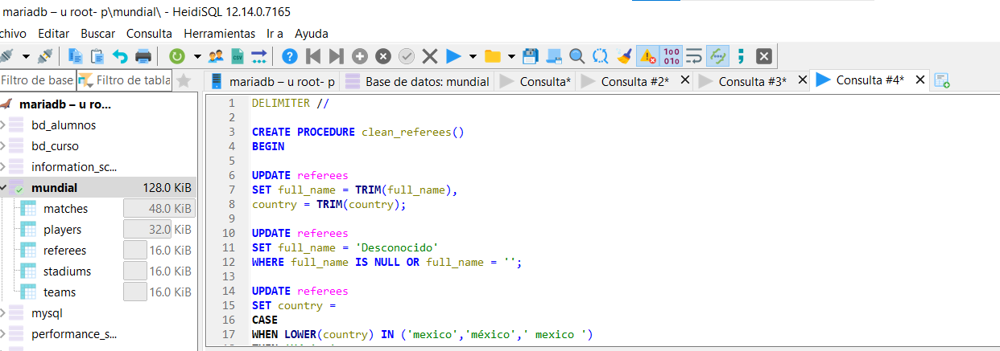 mariadb – u root- p\mundial\ - HeidiSQL 12.14.0.7165
chivo Editar Buscar Consulta Herramientas Ir a Ayuda
Filtro de base Filtro de tabla
mariadb – u root- p Base de datos: mundial Consulta* Consulta #2* Consulta #3* Consulta #4*
mariadb – u ro...
bd_alumnos
bd_curso
information_sc...
mundial 128.0 KiB
matches 48.0 KiB
players 32.0 KiB
referees 16.0 KiB
stadiums 16.0 KiB
teams 16.0 KiB
mysql
performance_s...
1 DELIMITER //
2
3 CREATE PROCEDURE clean_referees()
4 BEGIN
5
6 UPDATE referees
7 SET full_name = TRIM(full_name),
8 country = TRIM(country);
9
10 UPDATE referees
11 SET full_name = 'Desconocido'
12 WHERE full_name IS NULL OR full_name = '';
13
14 UPDATE referees
15 SET country =
16 CASE
17 WHEN LOWER(country) IN ('mexico','méxico',' mexico ')